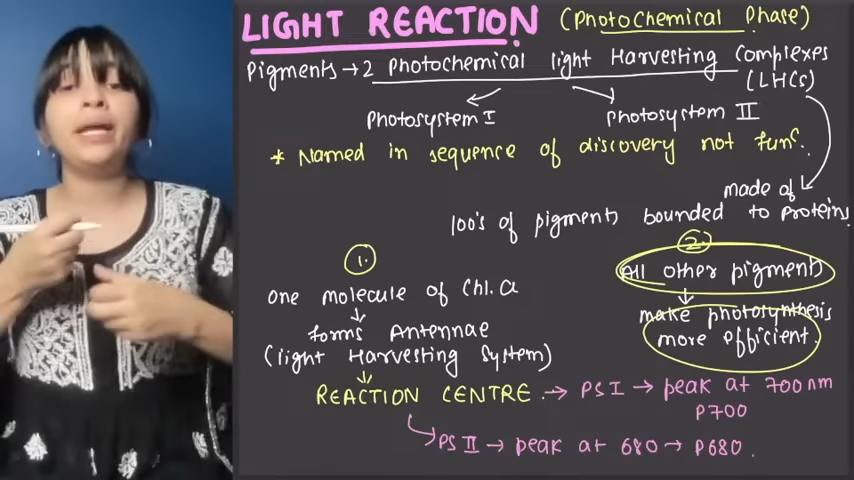 LIGHT REACTION (Photochemical Phase)
Pigments → 2 Photochemical light Harvesting Complexes
(LHCs)
Photosystem I
Photosystem II
* Named in sequence of discovery not funⁿ.
made of
100's of pigments bounded to proteins.
1.
2.
one molecule of Chl. a
All other pigments
↓
↓
forms Antennae
make photosynthesis
(light Harvesting System)
more efficient.
↓
REACTION CENTRE → PS I → peak at 700 nm
P700
PS II → peak at 680 → P680.